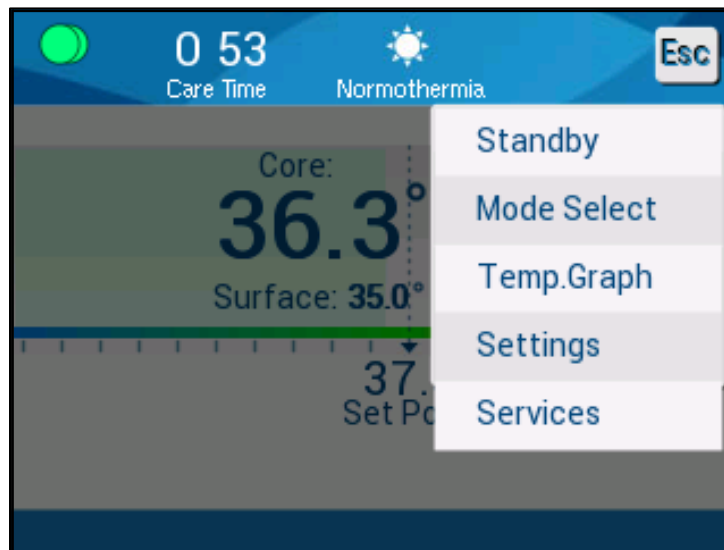 0 53
Care Time
Normothermia
Esc
Core:
36.3°
Surface: 35.0°
37.
Set Po
Standby
Mode Select
Temp.Graph
Settings
Services